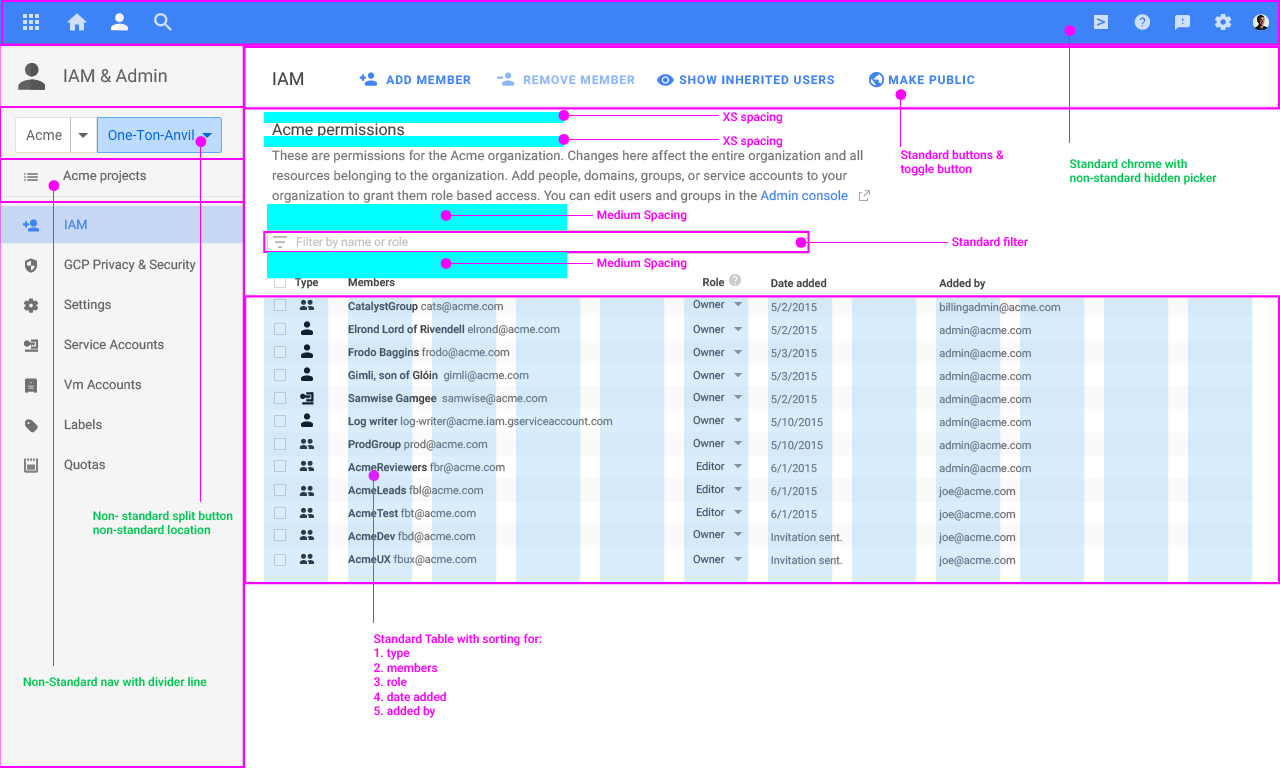 IAM & Admin
IAM
ADD MEMBER
REMOVE MEMBER
SHOW INHERITED USERS
MAKE PUBLIC
Acme
One-Ton-Anvil
Acme projects
IAM
GCP Privacy & Security
Settings
Service Accounts
Vm Accounts
Labels
Quotas
Non- standard split button
non-standard location
Non-Standard nav with divider line
XS spacing
Acme permissions
XS spacing
These are permissions for the Acme organization. Changes here affect the entire organization and all
resources belonging to the organization. Add people, domains, groups, or service accounts to your
organization to grant them role based access. You can edit users and groups in the Admin console
Standard buttons &
toggle button
Standard chrome with
non-standard hidden picker
Medium Spacing
Filter by name or role
Standard filter
Medium Spacing
Type Members Role ? Date added Added by
CatalystGroup cats@acme.com Owner 5/2/2015 billingadmin@acme.com
Elrond Lord of Rivendell elrond@acme.com Owner 5/2/2015 admin@acme.com
Frodo Baggins frodo@acme.com Owner 5/3/2015 admin@acme.com
Gimli, son of Glóin gimli@acme.com Owner 5/3/2015 admin@acme.com
Samwise Gamgee samwise@acme.com Owner 5/2/2015 admin@acme.com
Log writer log-writer@acme.iam.gserviceaccount.com Owner 5/10/2015 admin@acme.com
ProdGroup prod@acme.com Owner 5/10/2015 admin@acme.com
AcmeReviewers fbr@acme.com Editor 6/1/2015 admin@acme.com
AcmeLeads fbl@acme.com Editor 6/1/2015 joe@acme.com
AcmeTest fbt@acme.com Editor 6/1/2015 joe@acme.com
AcmeDev fbd@acme.com Owner Invitation sent. joe@acme.com
AcmeUX fbux@acme.com Owner Invitation sent. joe@acme.com
Standard Table with sorting for:
1. type
2. members
3. role
4. date added
5. added by